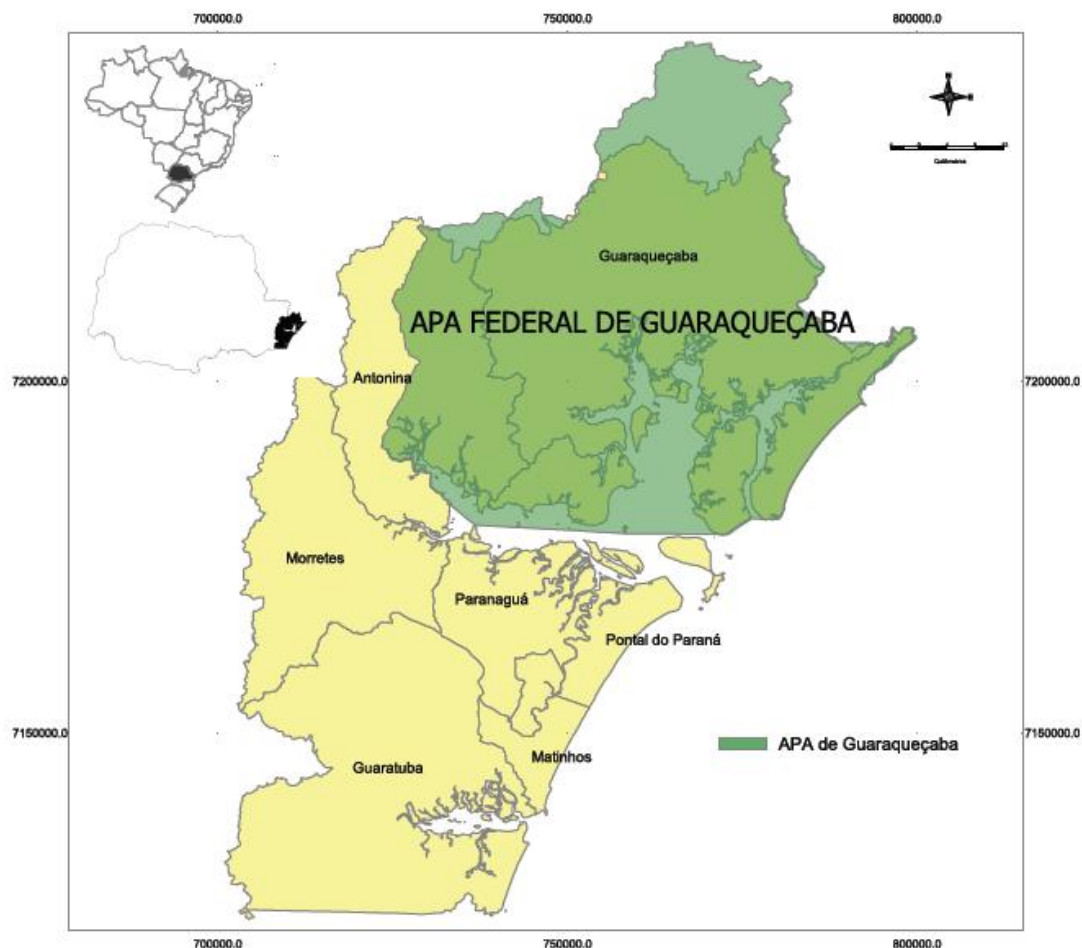 700000.0 750000.0 800000.0
Guaraqueçaba
APA FEDERAL DE GUARAQUEÇABA
7200000.0 7200000.0
Antonina
Morretes
Paranaguá
Pontal do Paraná
7150000.0 7150000.0
APA de Guaraqueçaba
Matinhos
Guaratuba
700000.0 750000.0 800000.0